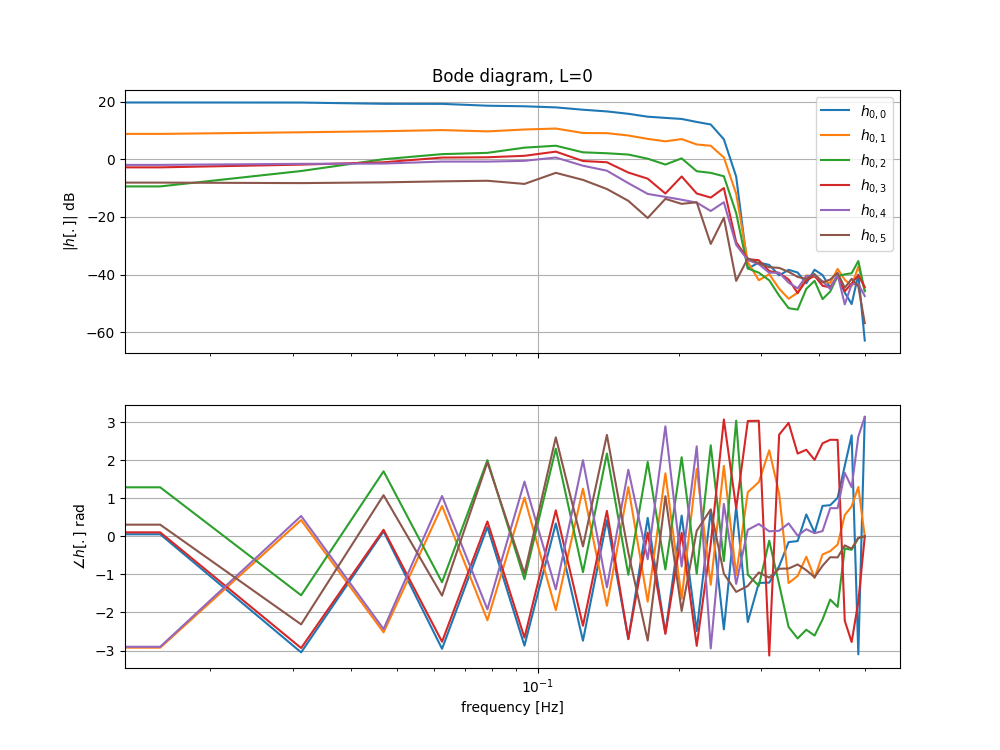 Bode diagram, L=0
|h[.]| dB
20
0
−20
−40
−60
h0,0
h0,1
h0,2
h0,3
h0,4
h0,5
∠h[.] rad
3
2
1
0
−1
−2
−3
10−1
frequency [Hz]